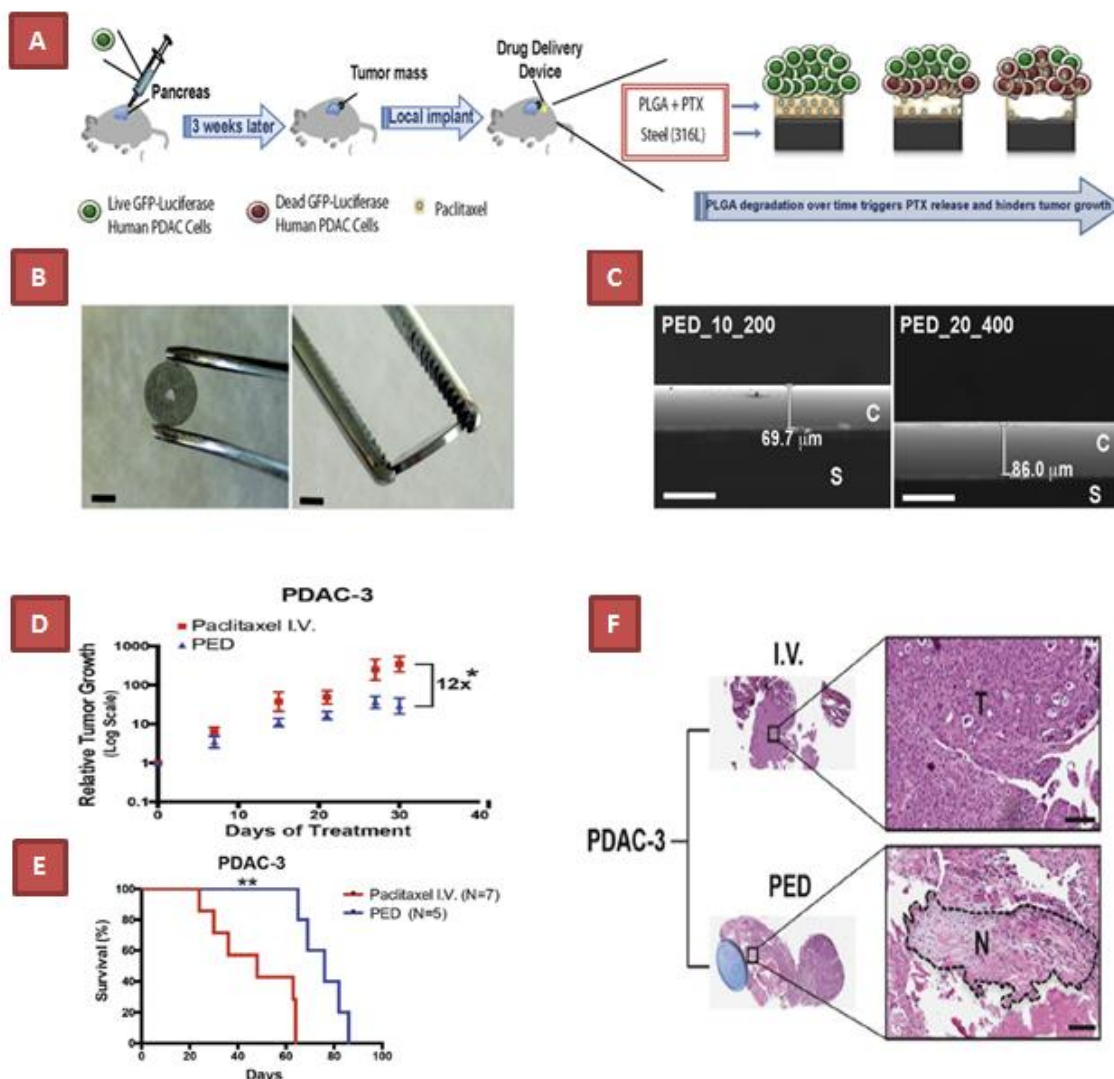 A
Pancreas
3 weeks later
Tumor mass
Local implant
Drug Delivery
Device
PLGA + PTX
Steel (316L)
Live GFP-Luciferase
Human PDAC Cells
Dead GFP-Luciferase
Human PDAC Cells
Paclitaxel
PLGA degradation over time triggers PTX release and hinders tumor growth
B
C
PED_10_200
69.7 μm
C
S
PED_20_400
86.0 μm
C
S
D
PDAC-3
Paclitaxel I.V.
PED
Relative Tumor Growth
(Log Scale)
1000
100
10
1
0.1
12x*
0 10 20 30 40
Days of Treatment
E
PDAC-3
**
Paclitaxel I.V. (N=7)
PED (N=5)
Survival (%)
100
80
60
40
20
0
0 20 40 60 80 100
Days
F
I.V.
T
PDAC-3
PED
N